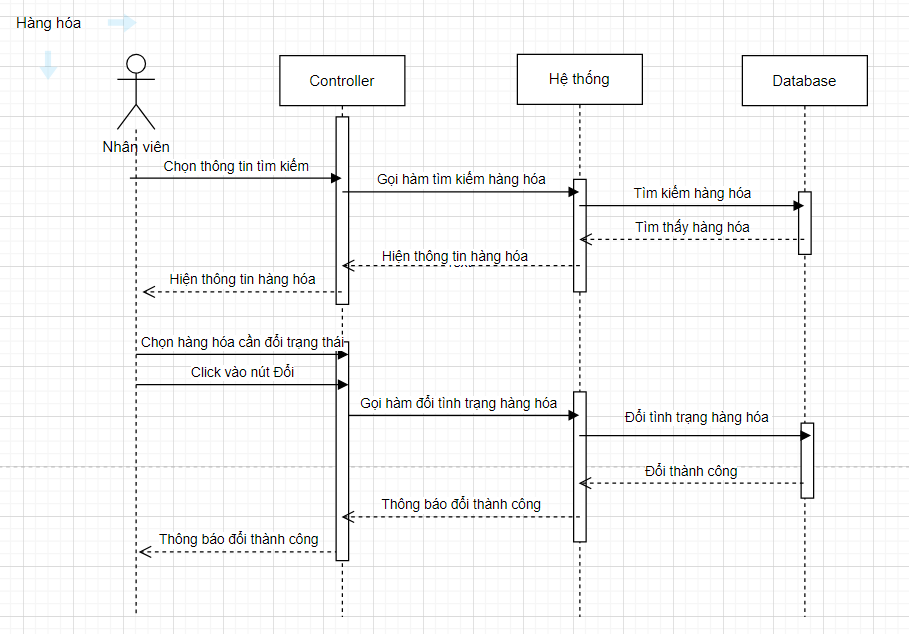 Hàng hóa
Controller
Hệ thống
Database
Nhân viên
Chọn thông tin tìm kiếm
Gọi hàm tìm kiếm hàng hóa
Tìm kiếm hàng hóa
Tìm thấy hàng hóa
Hiện thông tin hàng hóa
Hiện thông tin hàng hóa
Chọn hàng hóa cần đổi trạng thái
Click vào nút Đổi
Gọi hàm đổi tình trạng hàng hóa
Đổi tình trạng hàng hóa
Đổi thành công
Thông báo đổi thành công
Thông báo đổi thành công